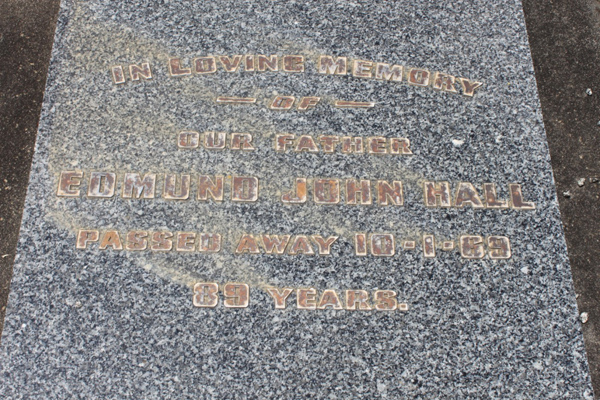 IN LOVING MEMORY
— OF —
OUR FATHER
EDMUND JOHN HALL
PASSED AWAY 10-1-69
89 YEARS.